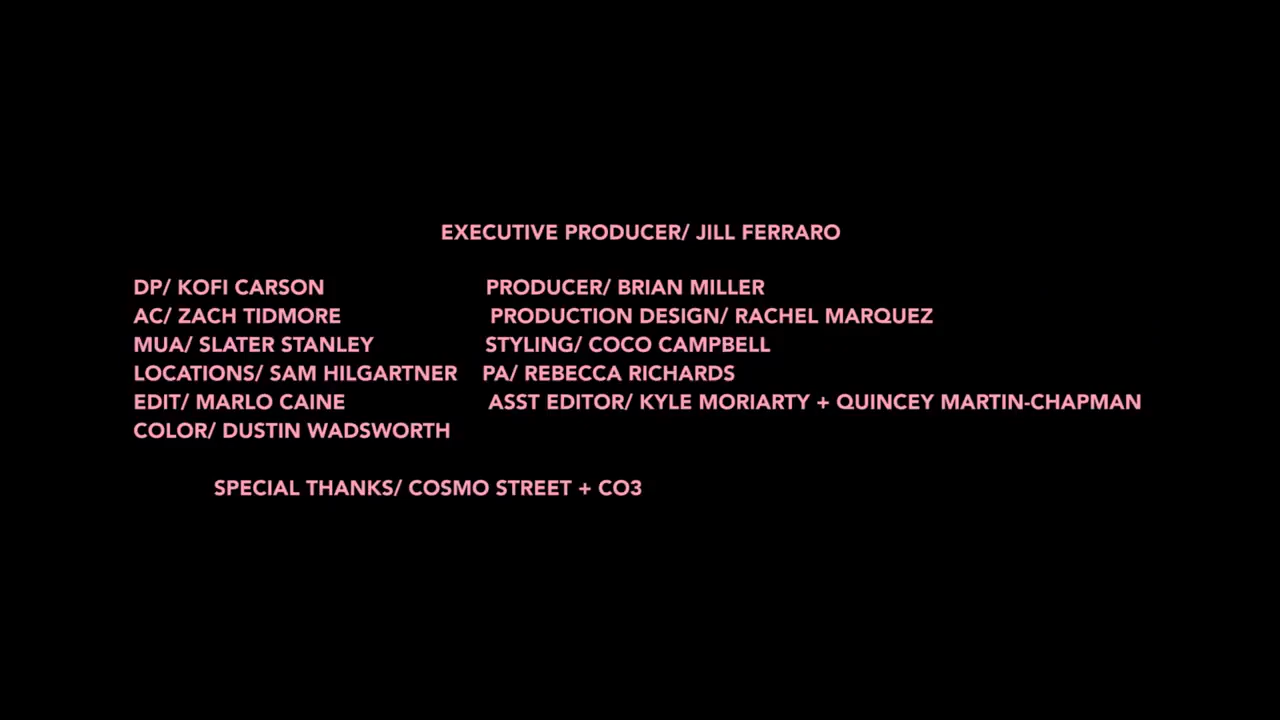 EXECUTIVE PRODUCER/ JILL FERRARO
DP/ KOFI CARSON PRODUCER/ BRIAN MILLER
AC/ ZACH TIDMORE PRODUCTION DESIGN/ RACHEL MARQUEZ
MUA/ SLATER STANLEY STYLING/ COCO CAMPBELL
LOCATIONS/ SAM HILGARTNER PA/ REBECCA RICHARDS
EDIT/ MARLO CAINE ASST EDITOR/ KYLE MORIARTY + QUINCEY MARTIN-CHAPMAN
COLOR/ DUSTIN WADSWORTH
SPECIAL THANKS/ COSMO STREET + CO3